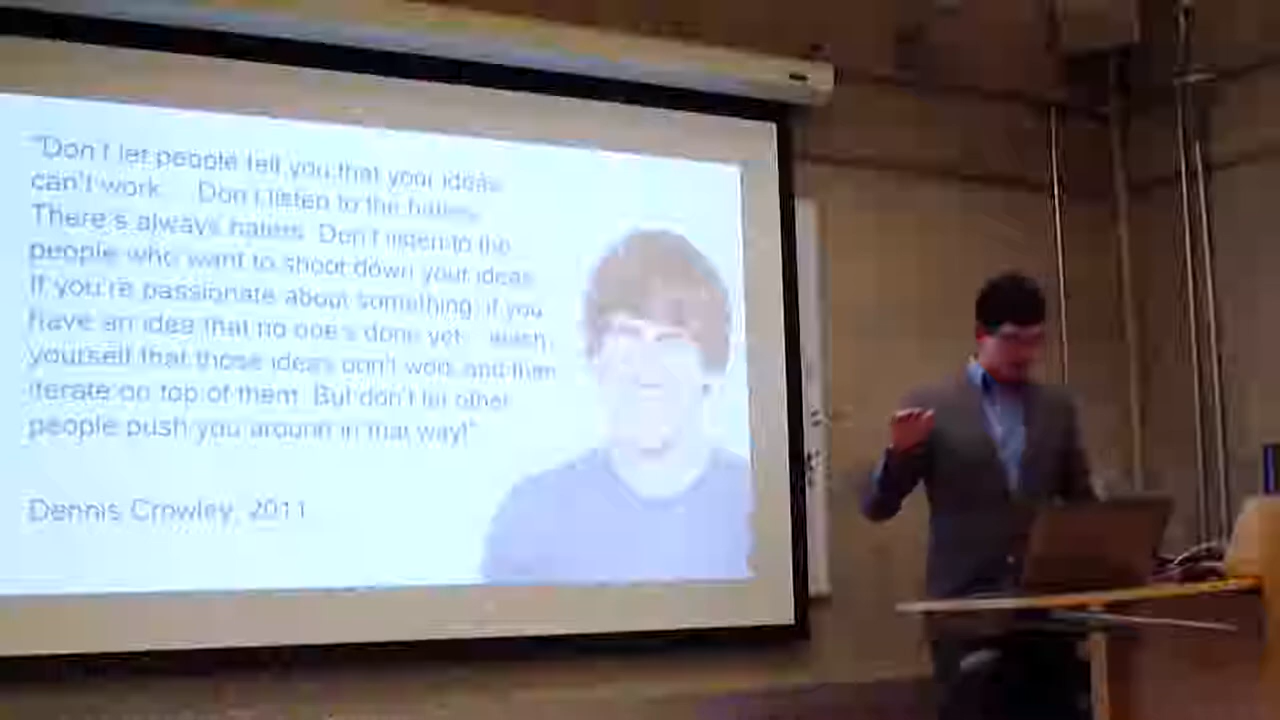 "Don't let people tell you that your ideas
can't work. Don't listen to the haters.
There's always haters. Don't listen to the
people who want to shoot down your ideas.
If you're passionate about something, if you
have an idea that no one's done yet
yourself that those ideas don't work and then
iterate on top of them. But don't let other
people push you around in that way!"
Dennis Crowley, 2011